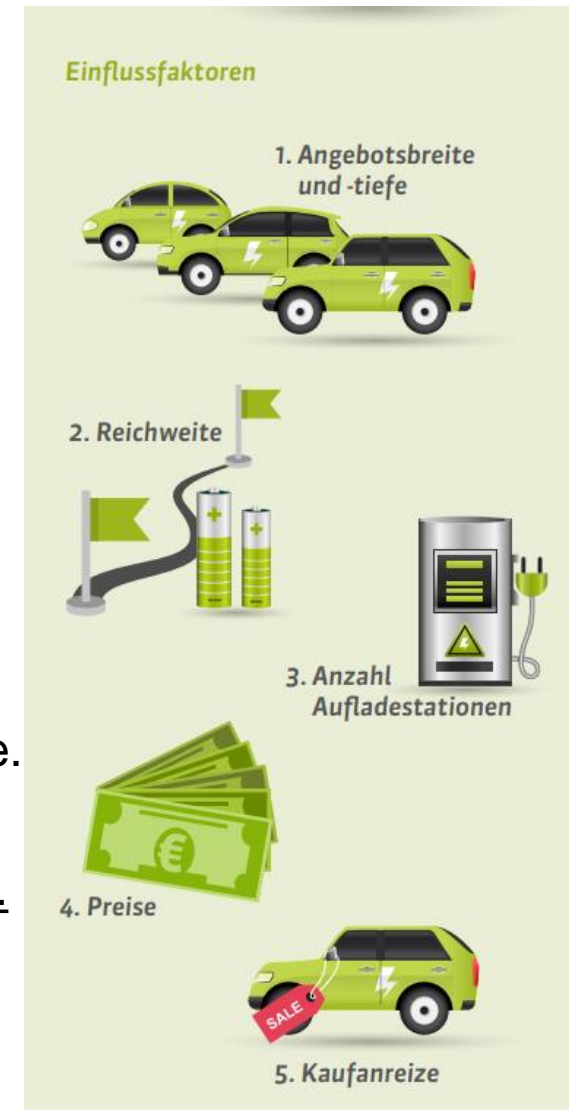 Einflussfaktoren
1. Angebotsbreite
und -tiefe
2. Reichweite
3. Anzahl
Aufladestationen
e.
€
4. Preise
SALE
5. Kaufanreize